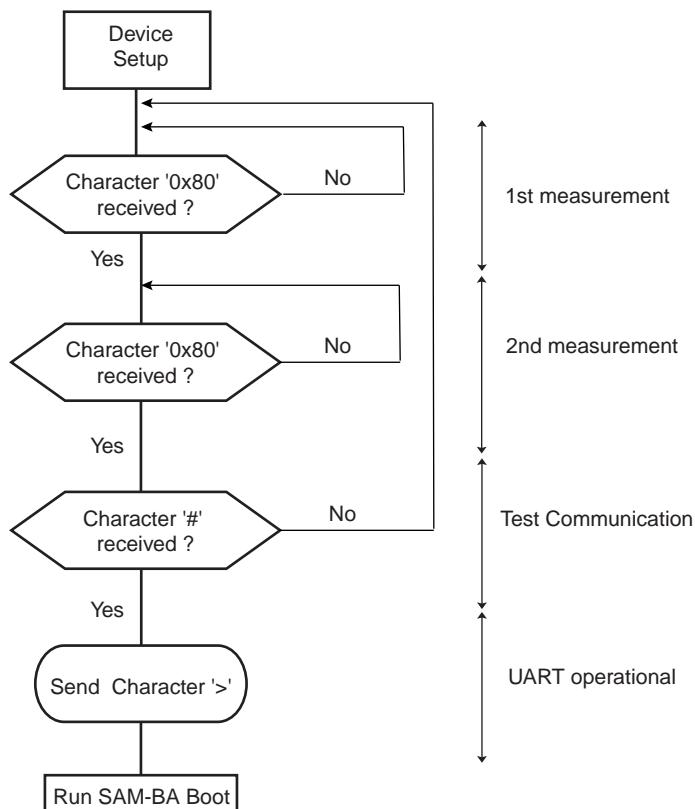 Device
Setup
Character '0x80'
received ?
No
1st measurement
Yes
Character '0x80'
received ?
No
2nd measurement
Yes
Character '#'
received ?
No
Test Communication
Yes
Send Character '>'
UART operational
Run SAM-BA Boot